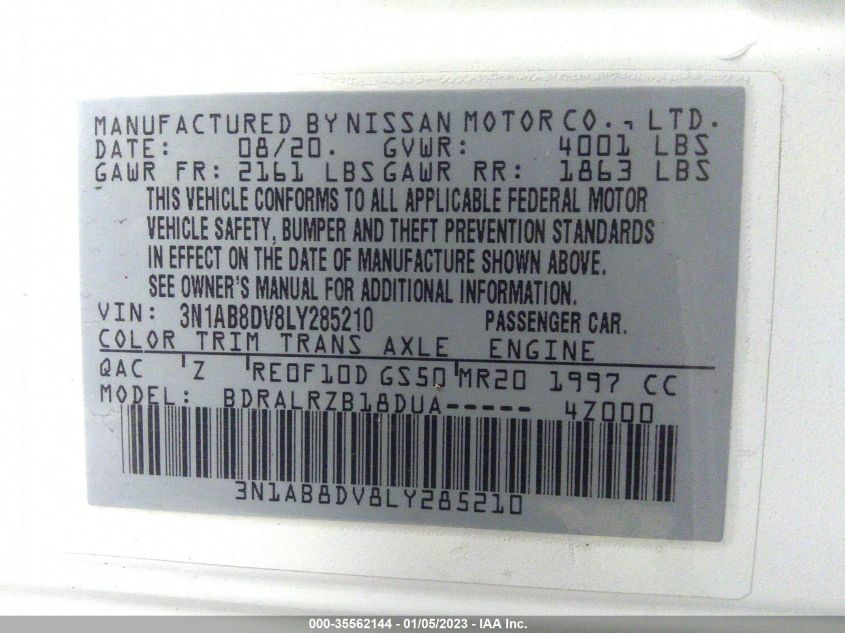 MANUFACTURED BY NISSAN MOTOR CO., LTD.
DATE: 08/20. GVWR: 4001 LBS
GAWR FR: 2161 LBS GAWR RR: 1863 LBS
THIS VEHICLE CONFORMS TO ALL APPLICABLE FEDERAL MOTOR
VEHICLE SAFETY, BUMPER AND THEFT PREVENTION STANDARDS
IN EFFECT ON THE DATE OF MANUFACTURE SHOWN ABOVE.
SEE OWNER'S MANUAL FOR ADDITIONAL INFORMATION.
VIN: 3N1AB8DV8LY285210 PASSENGER CAR.
COLOR TRIM TRANS AXLE ENGINE
QAC Z RE0F10D GS50 MR20 1997 CC
MODEL: BDRALRZB18DUA----- 4Z000
3N1AB8DV8LY285210
000-35562144 - 01/05/2023 - IAA Inc.